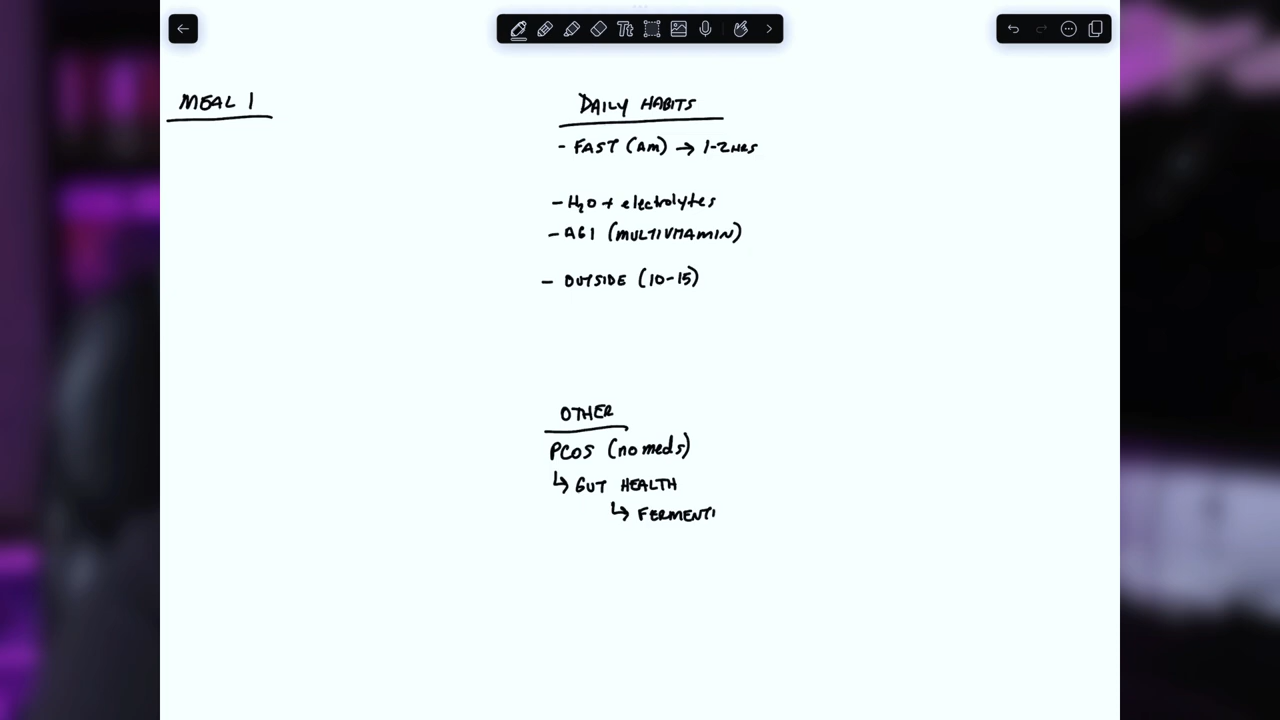 MEAL 1
DAILY HABITS
- FAST (AM) → 1-2HRS
- H₂O + electrolytes
- AG1 (MULTIVITAMIN)
- OUTSIDE (10-15)
OTHER
PCOS (no meds)
↳ GUT HEALTH
↳ FERMENTI